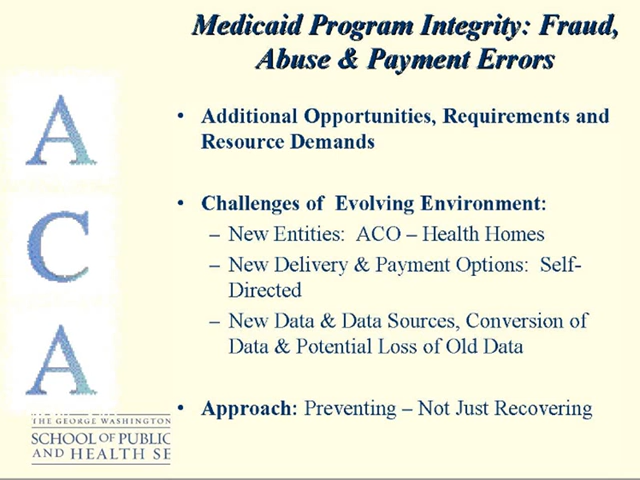 Medicaid Program Integrity: Fraud,
Abuse & Payment Errors
• Additional Opportunities, Requirements and
Resource Demands
• Challenges of Evolving Environment:
– New Entities: ACO – Health Homes
– New Delivery & Payment Options: Self-
Directed
– New Data & Data Sources, Conversion of
Data & Potential Loss of Old Data
• Approach: Preventing – Not Just Recovering
A
C
A
THE GEORGE WASHINGTON
SCHOOL OF PUBLIC
AND HEALTH SE